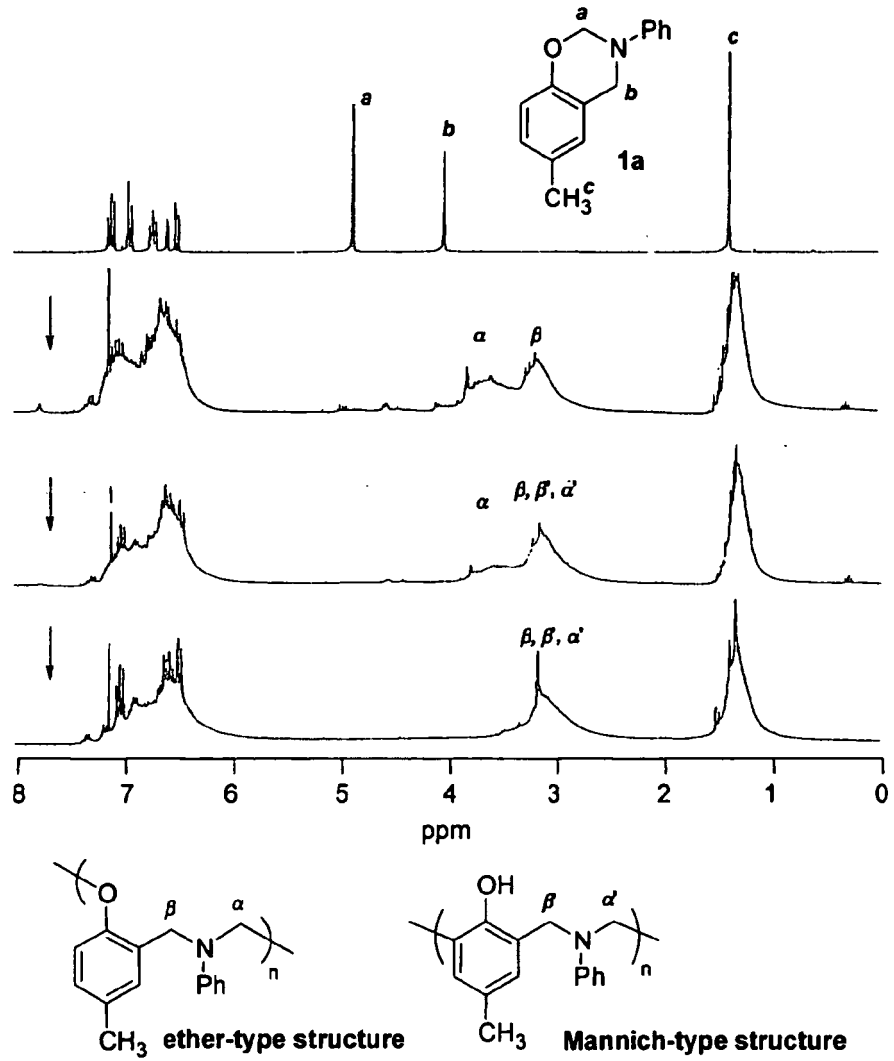 a
O
N
Ph
b
1a
CH₃
c
a
b
c
α
β
α
β, β', α'
β, β', α'
8 7 6 5 4 3 2 1 0
ppm
O
β
α
N
Ph
n
CH₃
ether-type structure
OH
β'
α'
N
Ph
n
CH₃
Mannich-type structure